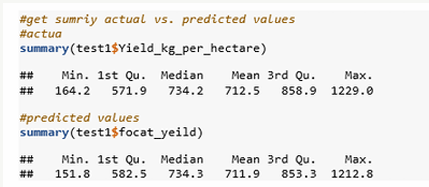 #get sumriy actual vs. predicted values
#actua
summary(test1$Yield_kg_per_hectare)
##    Min. 1st Qu.  Median    Mean 3rd Qu.    Max.
##   164.2   571.9   734.2   712.5   858.9  1229.0
#predicted values
summary(test1$focat_yeild)
##    Min. 1st Qu.  Median    Mean 3rd Qu.    Max.
##   151.8   582.5   734.3   711.9   853.3  1212.8